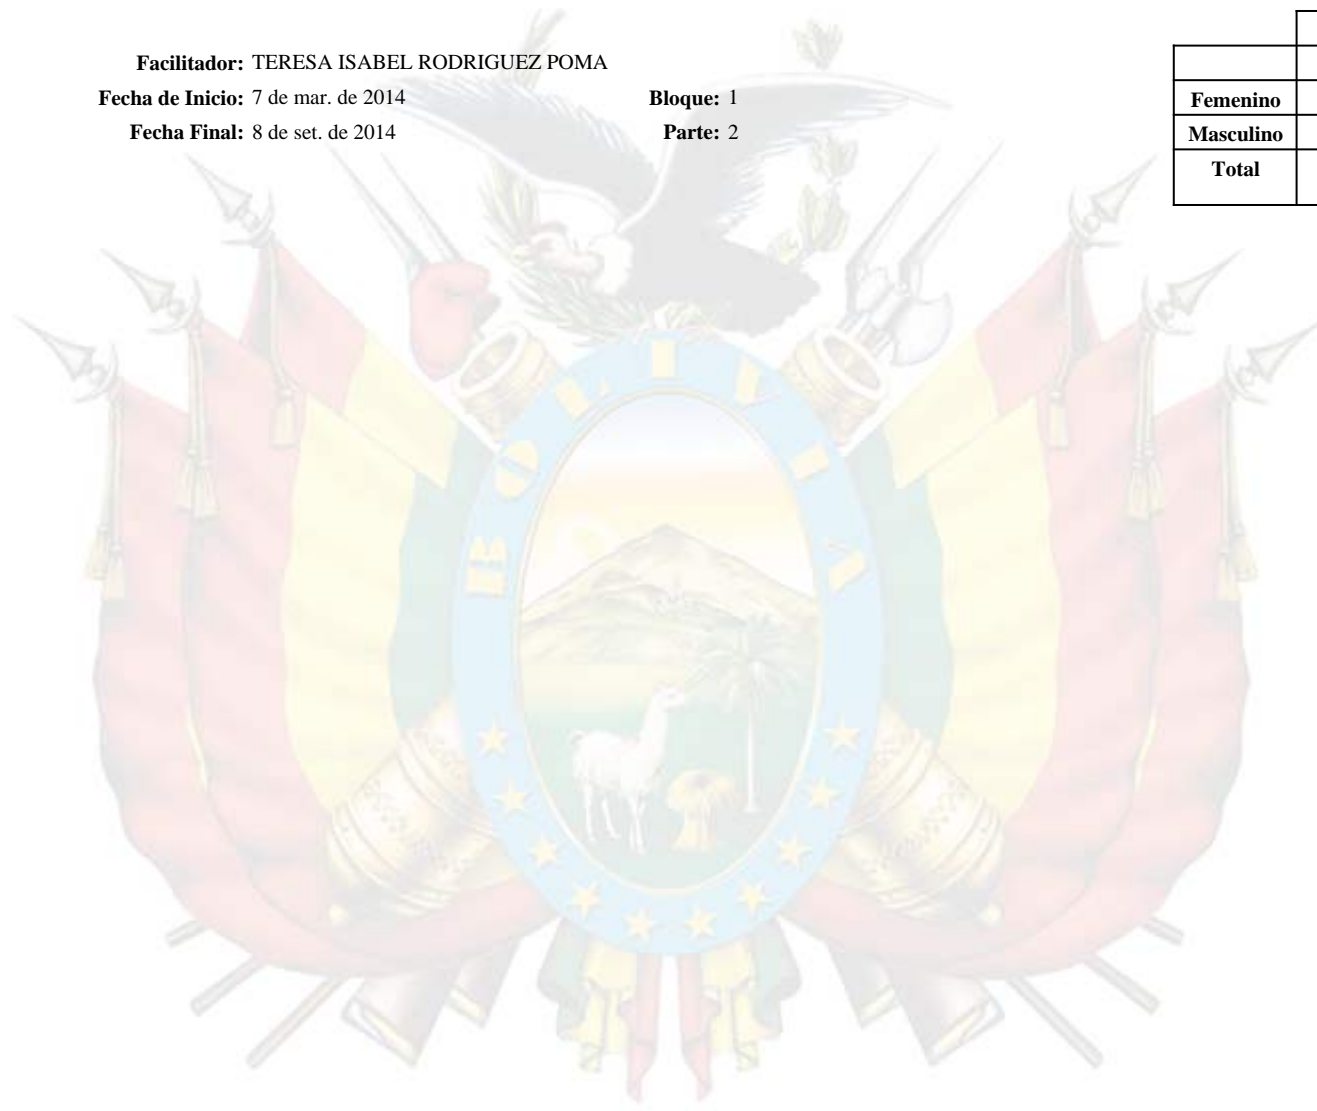 Facilitador: TERESA ISABEL RODRIGUEZ POMA
Fecha de Inicio: 7 de mar. de 2014 Bloque: 1
Fecha Final: 8 de set. de 2014 Parte: 2
Femenino
Masculino
Total
BOLIVIA